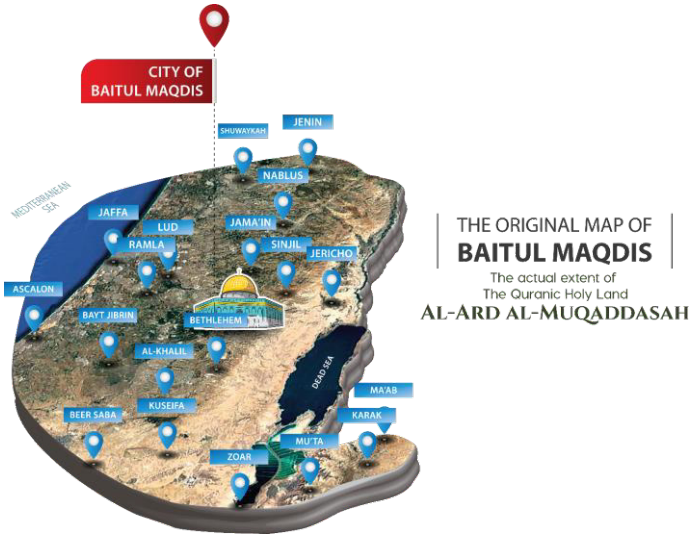 CITY OF
BAITUL MAQDIS
JENIN
SHUWAYKAH
NABLUS
MEDITERRANEAN
SEA
JAFFA
LUD
JAMA'IN
RAMLA
SINJIL
JERICHO
ASCALON
BAYT JIBRIN
BETHLEHEM
AL-KHALIL
DEAD SEA
MA'AB
KUSEIFA
BEER SABA
KARAK
MU'TA
ZOAR
THE ORIGINAL MAP OF
BAITUL MAQDIS
The actual extent of
The Quranic Holy Land
AL-ARD AL-MUQADDASAH